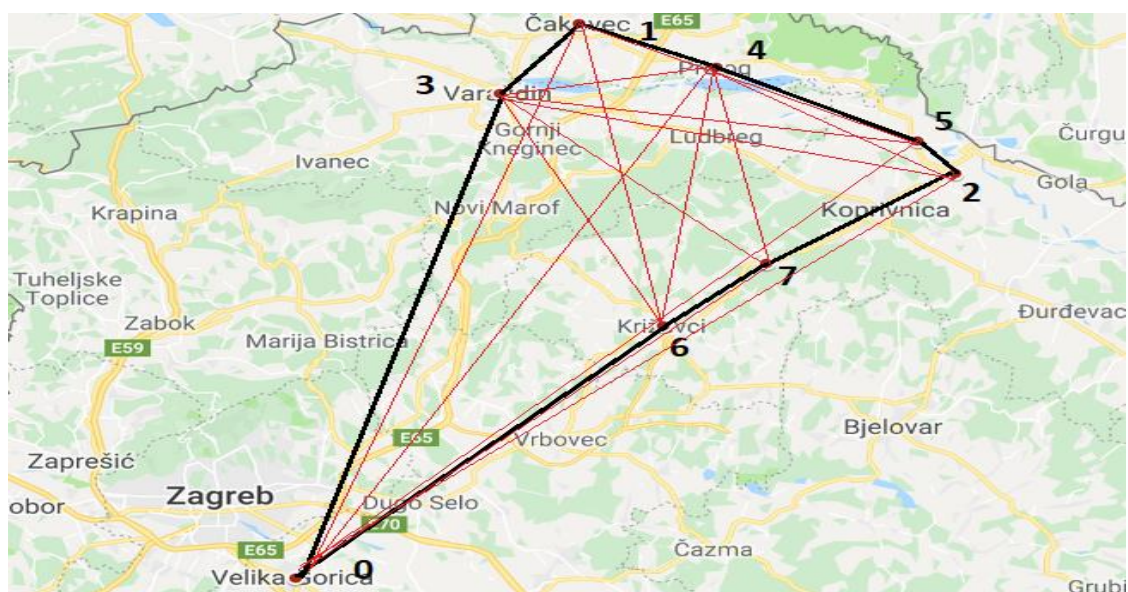 Čakovec
E65
1
4
Prelog
3
Varaždin
Gornji
Kneginec
Ludbreg
5
Čurgu
Ivanec
2
Gola
Krapina
Novi Marof
Koprivnica
Tuheljske
Toplice
7
Zabok
Križevci
Đurđevac
E59
Marija Bistrica
6
E65
Vrbovec
Bjelovar
Zaprešić
Zagreb
obor
Dugo Selo
E70
E65
Čazma
Velika Gorica
0
Grubi